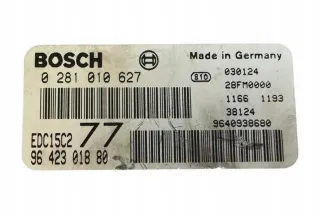 BOSCH
Made in Germany
0 281 010 627
S10
030124
28FM0000
1166 1193
38124
9640938680
EDC15C2 77
96 423 018 80